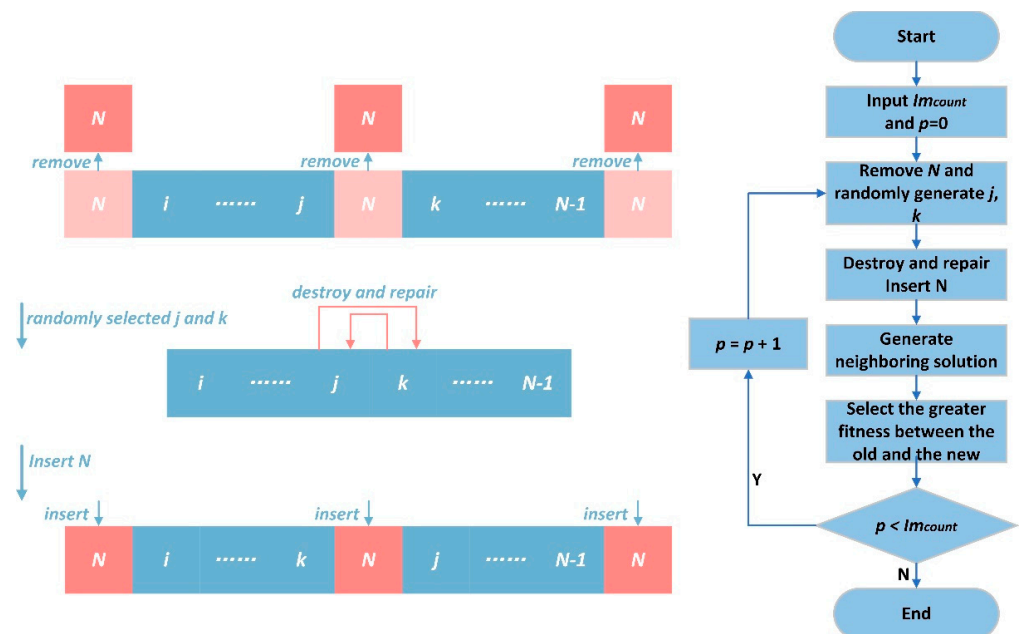 N N N
remove remove remove
N i ...... j N k ...... N-1 N
destroy and repair
randomly selected j and k
i ...... j k ...... N-1
Insert N
insert insert insert
N i ...... k N j ...... N-1 N
Start
Input Imcount
and p=0
Remove N and
randomly generate j,
k
Destroy and repair
Insert N
p = p + 1
Generate
neighboring solution
Select the greater
fitness between the
old and the new
Y
p < Imcount
N
End